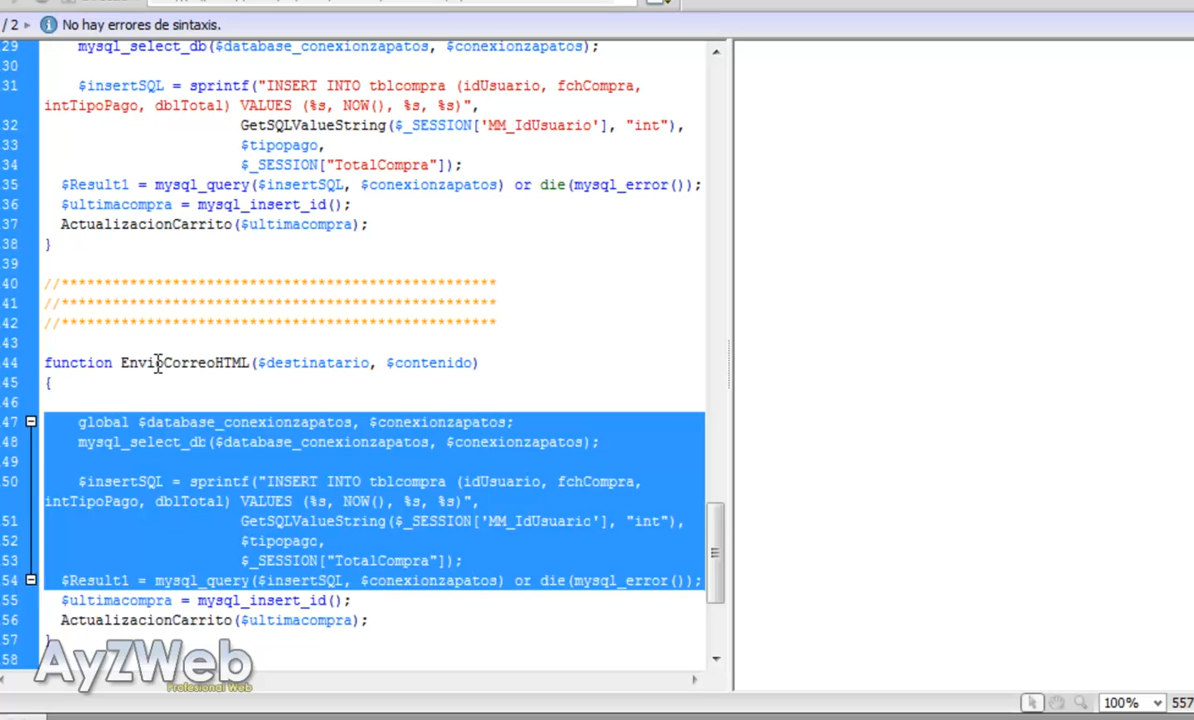 / 2 No hay errores de sintaxis.
29 mysql_select_db($database_conexionzapatos, $conexionzapatos);
30
31 $insertSQL = sprintf("INSERT INTO tblcompra (idUsuario, fchCompra,
intTipoPago, dblTotal) VALUES (%s, NOW(), %s, %s)",
32 GetSQLValueString($_SESSION['MM_IdUsuario'], "int"),
33 $tipopago,
34 $_SESSION["TotalCompra"]);
35 $Result1 = mysql_query($insertSQL, $conexionzapatos) or die(mysql_error());
36 $ultimacompra = mysql_insert_id();
37 ActualizacionCarrito($ultimacompra);
38 }
39
40 //***************************************************
41 //***************************************************
42 //***************************************************
43
44 function EnvioCorreoHTML($destinatario, $contenido)
45 {
46
47 global $database_conexionzapatos, $conexionzapatos;
48 mysql_select_db($database_conexionzapatos, $conexionzapatos);
49
50 $insertSQL = sprintf("INSERT INTO tblcompra (idUsuario, fchCompra,
intTipoPago, dblTotal) VALUES (%s, NOW(), %s, %s)",
51 GetSQLValueString($_SESSION['MM_IdUsuario'], "int"),
52 $tipopago,
53 $_SESSION["TotalCompra"]);
54 $Result1 = mysql_query($insertSQL, $conexionzapatos) or die(mysql_error());
55 $ultimacompra = mysql_insert_id();
56 ActualizacionCarrito($ultimacompra);
57 }
58
AyZWeb
Profesional Web
100% 557